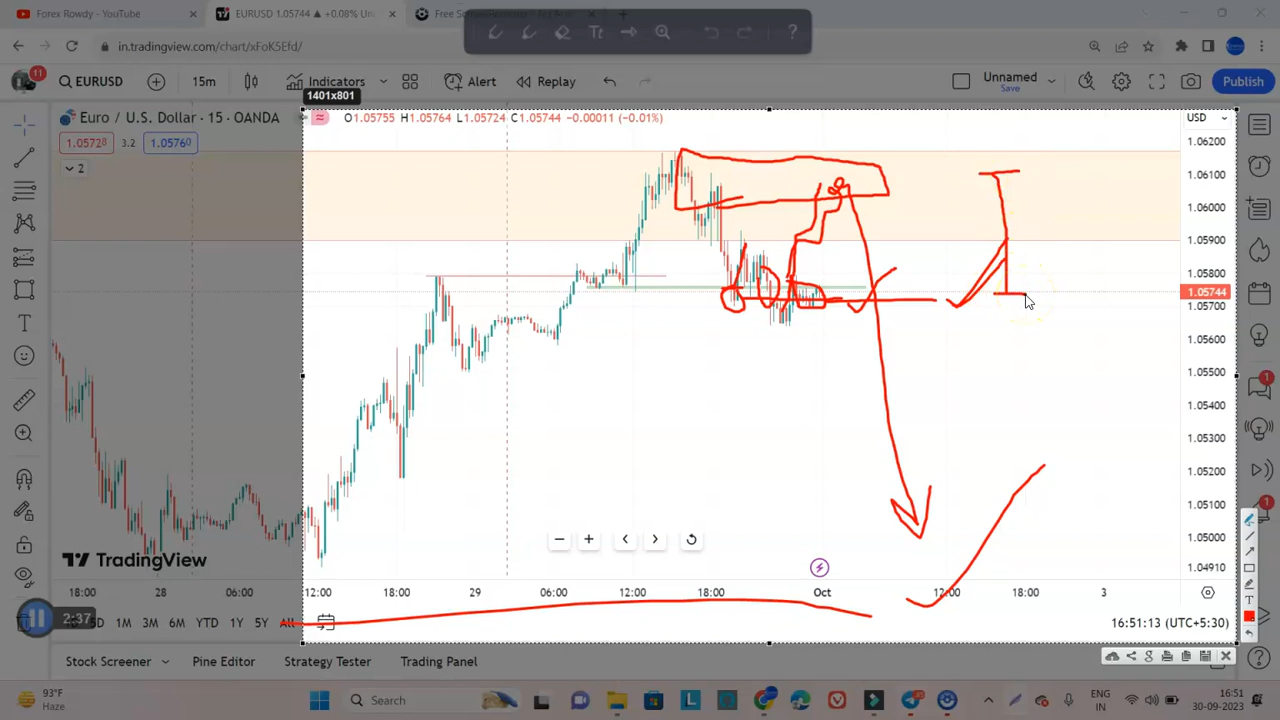 Forex Rowdy - YouTube
EURUSD 1.05744 ▲ +0.08% Un
in.tradingview.com/chart/xFoK5Efd/
11
EURUSD
15m
Indicators
Alert
Replay
Tt
?
Unnamed
Save
Publish
1401x801
Euro / U.S. Dollar · 15 · OANDA
O1.05755 H1.05764 L1.05724 C1.05744 −0.00011 (−0.01%)
USD
10572⁸
3.2
1.0576⁰
2
1.06200
1.06100
1.06000
1.05900
1.05800
1.05744
1.05700
1.05600
1.05500
1.05400
1.05300
1.05200
1.05100
1.05000
1.04910
TradingView
18:00
28
06:00
12:00
18:00
29
06:00
12:00
18:00
Oct
12:00
18:00
3
2:37
5D 1M 3M 6M YTD 1Y 5Y All
16:51:13 (UTC+5:30)
Stock Screener
Pine Editor
Strategy Tester
Trading Panel
93°F
Haze
Search
ENG
IN
16:51
30-09-2023